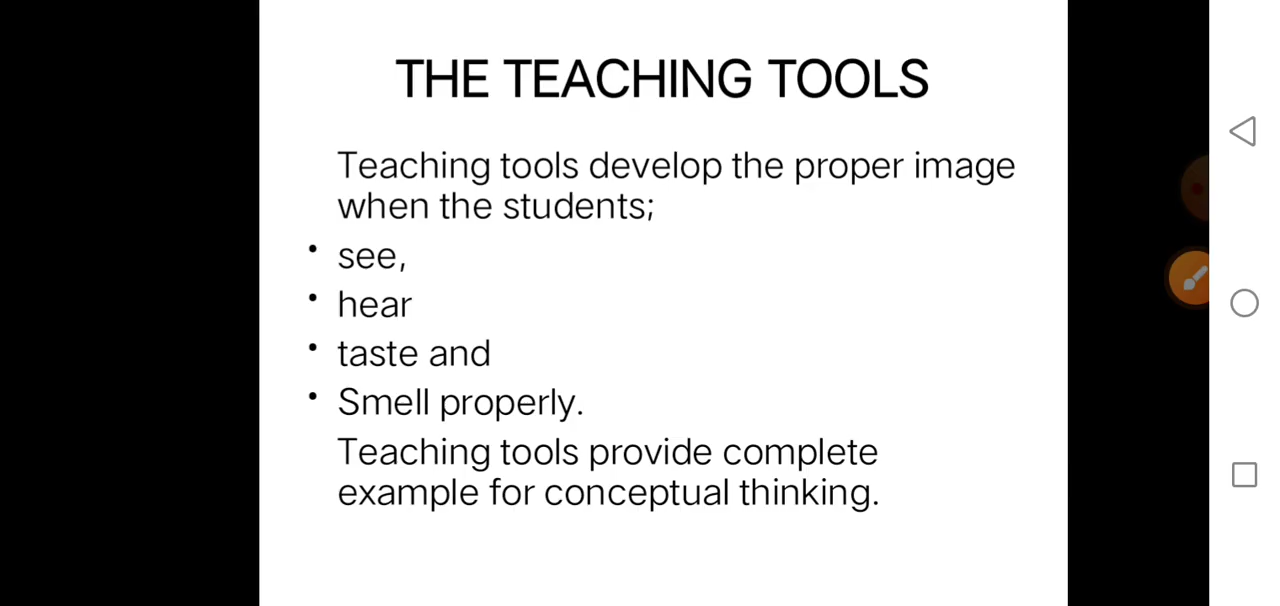 THE TEACHING TOOLS
Teaching tools develop the proper image
when the students;
• see,
• hear
• taste and
• Smell properly.
Teaching tools provide complete
example for conceptual thinking.